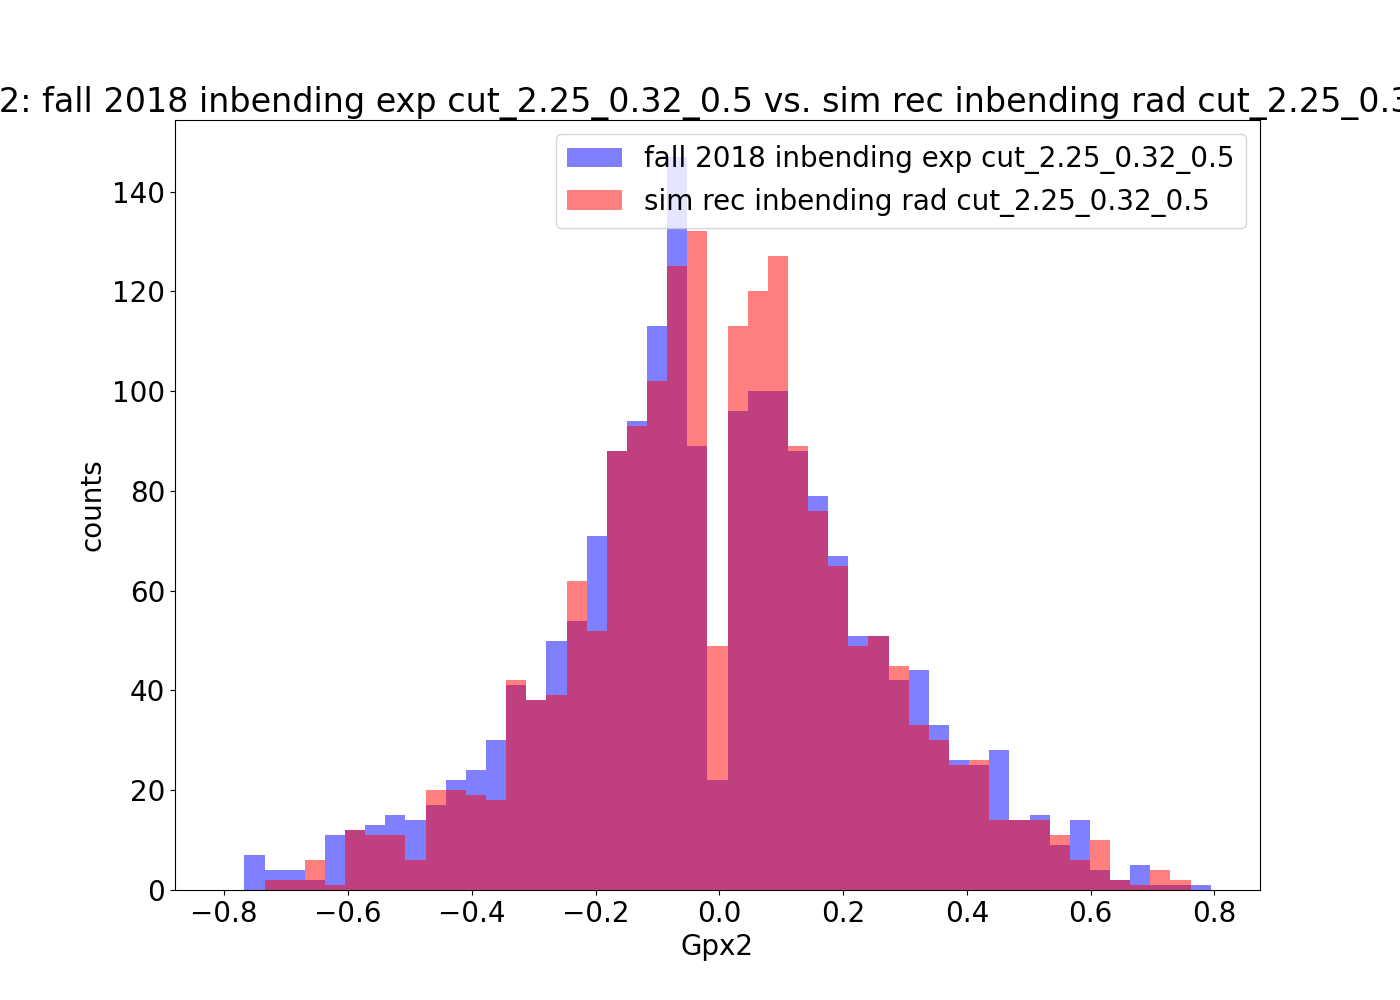 2: fall 2018 inbending exp cut_2.25_0.32_0.5 vs. sim rec inbending rad cut_2.25_0.3
fall 2018 inbending exp cut_2.25_0.32_0.5
sim rec inbending rad cut_2.25_0.32_0.5
140
120
100
80
60
40
20
0
counts
−0.8 −0.6 −0.4 −0.2 0.0 0.2 0.4 0.6 0.8
Gpx2